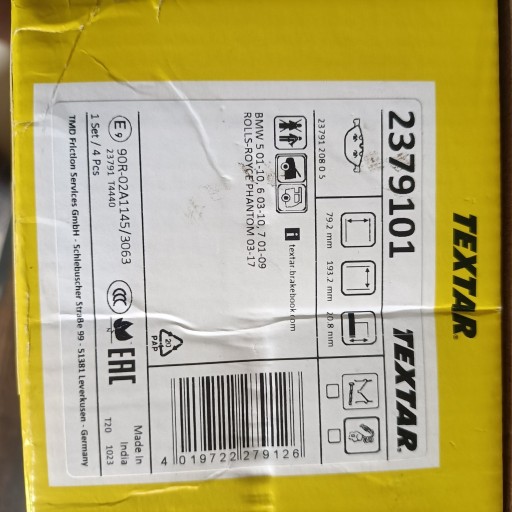 TEXTAR
2379101
TEXTAR
23791 208 0 5
79.2 mm
193.2 mm
20.8 mm
i textar.brakebook.com
BMW 5 01-10, 6 03-10, 7 01-09
ROLLS-ROYCE PHANTOM 03-17
20
PAP
4 019722 279126
E9 90R-02A1145/3063
23791 T4440
CCC
EAC
1 Set / 4 Pcs
Made In
India
T20 1023
TMD Friction Services GmbH - Schlebuscher Straße 99 - 51381 Leverkusen - Germany